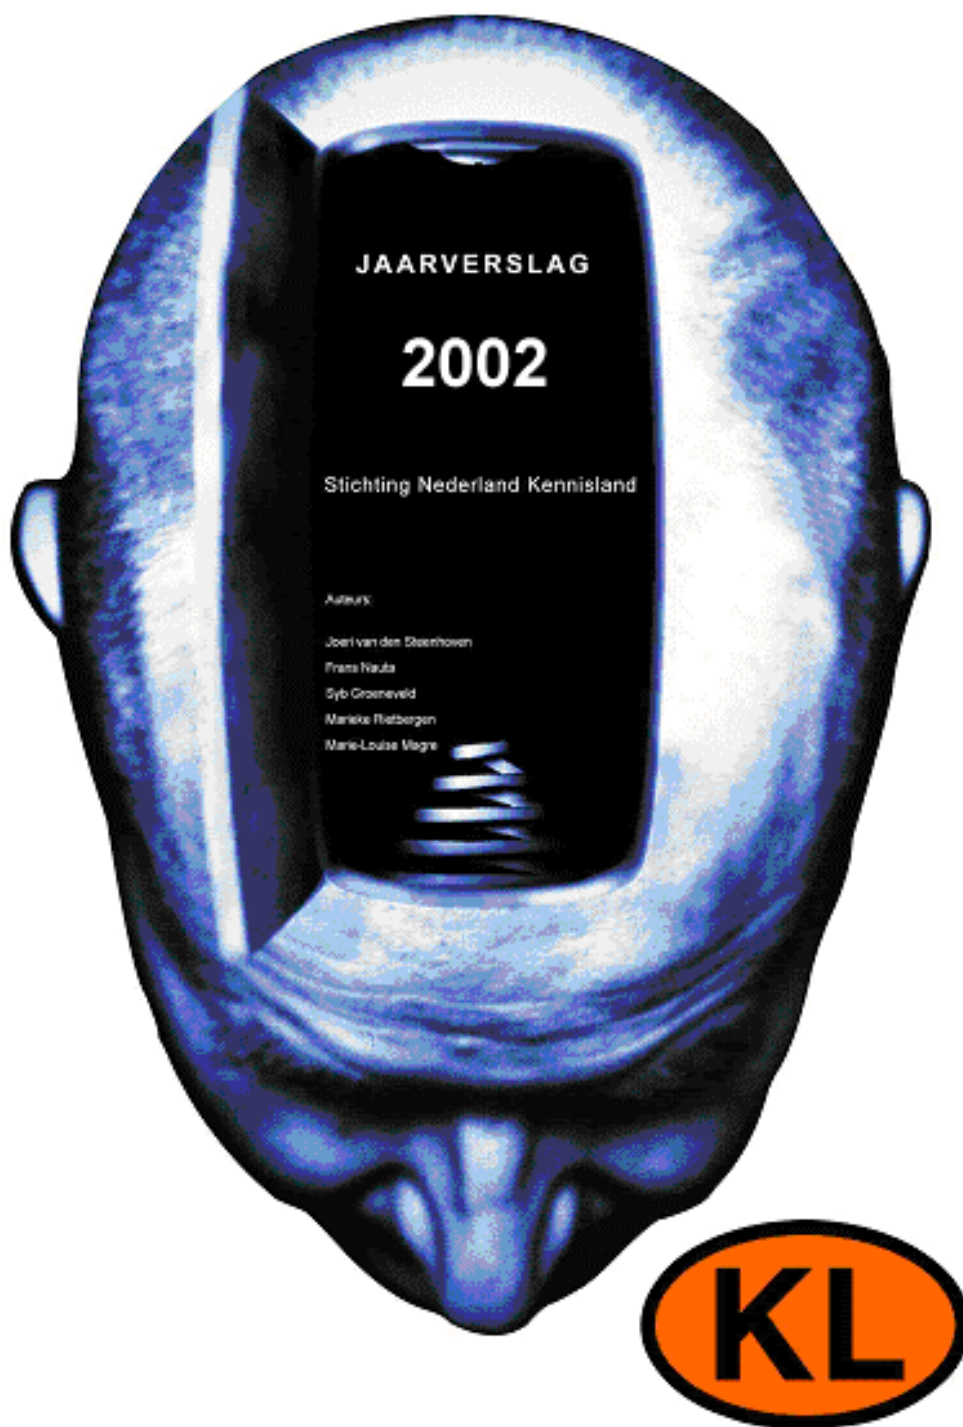 JAARVERSLAG
2002
Stichting Nederland Kennisland
Auteurs:
Joeri van den Steenhoven
Frans Nauta
Syb Groeneveld
Marieke Rietbergen
Marie-Louise Magre
KL